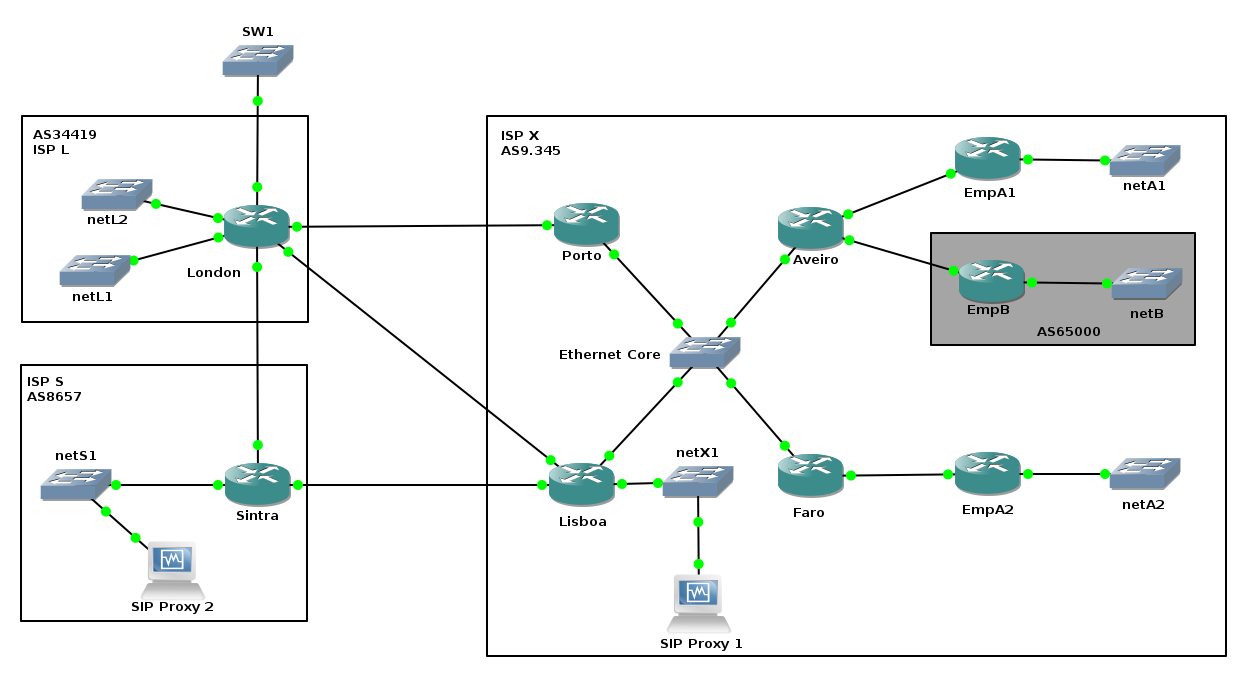 SW1
AS34419
ISP L
netL2
London
netL1
ISP S
AS8657
netS1
Sintra
SIP Proxy 2
ISP X
AS9.345
Porto
Ethernet Core
Aveiro
EmpA1
netA1
EmpB
netB
AS65000
Lisboa
netX1
SIP Proxy 1
Faro
EmpA2
netA2